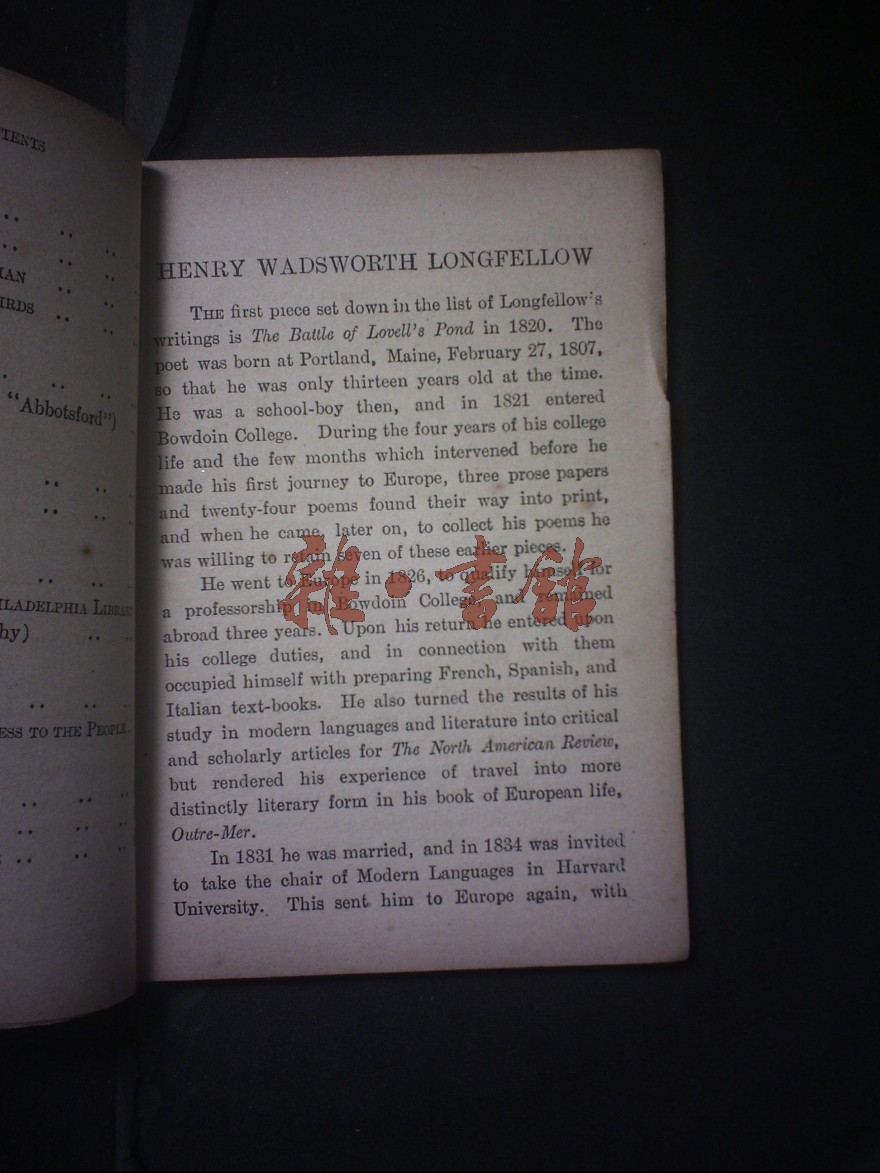 TENTS
IAN
IRDS
"Abbotsford")
ILADELPHIA LIBRARY
hy)
ESS TO THE PEOPLE
HENRY WADSWORTH LONGFELLOW
THE first piece set down in the list of Longfellow's
writings is The Battle of Lovell's Pond in 1820. The
poet was born at Portland, Maine, February 27, 1807,
so that he was only thirteen years old at the time.
He was a school-boy then, and in 1821 entered
Bowdoin College. During the four years of his college
life and the few months which intervened before he
made his first journey to Europe, three prose papers
and twenty-four poems found their way into print,
and when he came, later on, to collect his poems he
was willing to retain seven of these earlier pieces.
He went to Europe in 1826, to qualify himself for
a professorship in Bowdoin College, and remained
abroad three years. Upon his return he entered upon
his college duties, and in connection with them
occupied himself with preparing French, Spanish, and
Italian text-books. He also turned the results of his
study in modern languages and literature into critical
and scholarly articles for The North American Review,
but rendered his experience of travel into more
distinctly literary form in his book of European life,
Outre-Mer.
In 1831 he was married, and in 1834 was invited
to take the chair of Modern Languages in Harvard
University. This sent him to Europe again, with
雜·書館